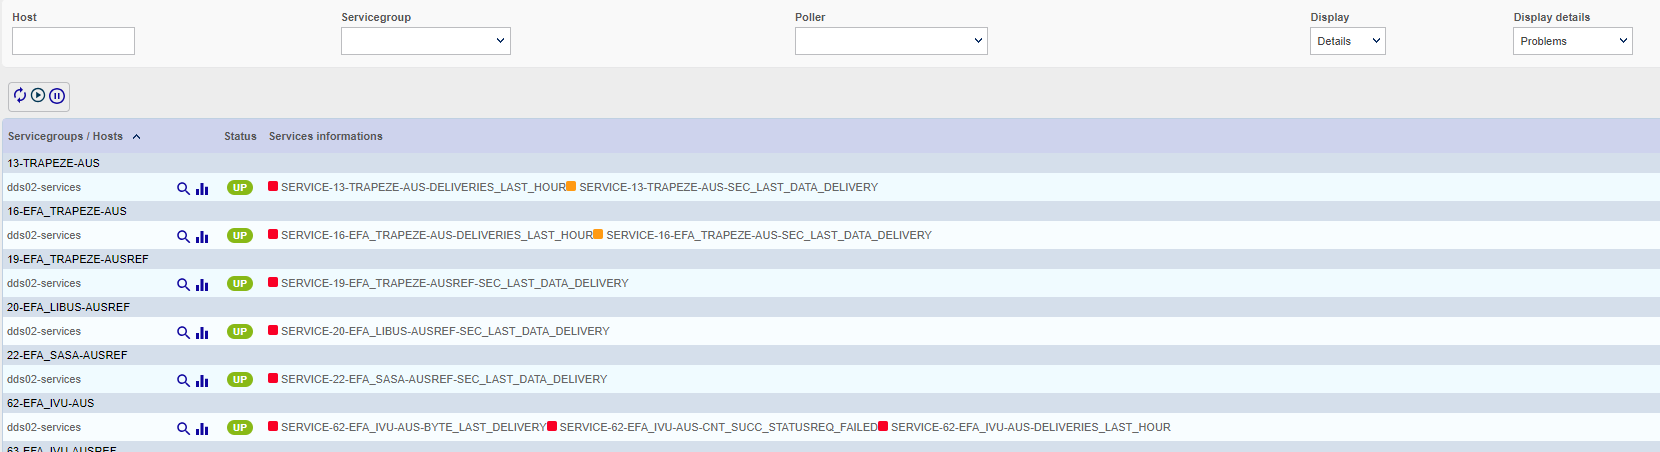 Host Servicegroup Poller Display Display details
Details Problems
Servicegroups / Hosts Status Services informations
13-TRAPEZE-AUS
dds02-services UP SERVICE-13-TRAPEZE-AUS-DELIVERIES_LAST_HOUR SERVICE-13-TRAPEZE-AUS-SEC_LAST_DATA_DELIVERY
16-EFA_TRAPEZE-AUS
dds02-services UP SERVICE-16-EFA_TRAPEZE-AUS-DELIVERIES_LAST_HOUR SERVICE-16-EFA_TRAPEZE-AUS-SEC_LAST_DATA_DELIVERY
19-EFA_TRAPEZE-AUSREF
dds02-services UP SERVICE-19-EFA_TRAPEZE-AUSREF-SEC_LAST_DATA_DELIVERY
20-EFA_LIBUS-AUSREF
dds02-services UP SERVICE-20-EFA_LIBUS-AUSREF-SEC_LAST_DATA_DELIVERY
22-EFA_SASA-AUSREF
dds02-services UP SERVICE-22-EFA_SASA-AUSREF-SEC_LAST_DATA_DELIVERY
62-EFA_IVU-AUS
dds02-services UP SERVICE-62-EFA_IVU-AUS-BYTE_LAST_DELIVERY SERVICE-62-EFA_IVU-AUS-CNT_SUCC_STATUSREQ_FAILED SERVICE-62-EFA_IVU-AUS-DELIVERIES_LAST_HOUR
63-EFA_IVU-AUSREF